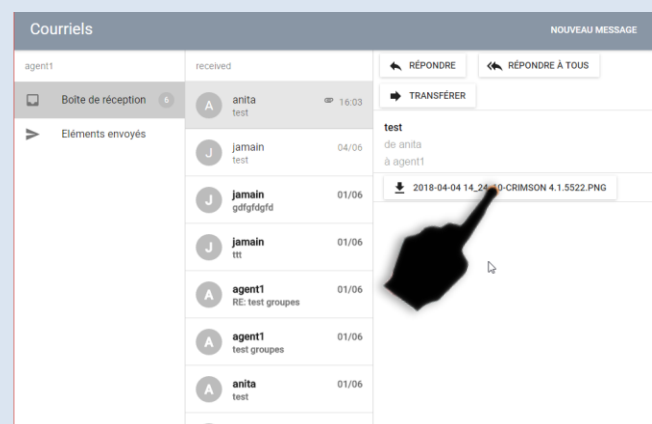 Courriels
NOUVEAU MESSAGE
agent1
Boîte de réception 5
Eléments envoyés
received
A anita 16:03
test
J jamain 04/06
test
J jamain 01/06
gdfgfdgfd
J jamain 01/06
ttt
A agent1 01/06
RE: test groupes
A agent1 01/06
test groupes
A anita 01/06
test
RÉPONDRE
RÉPONDRE À TOUS
TRANSFÉRER
test
de anita
à agent1
2018-04-04 14_24_10-CRIMSON 4.1.5522.PNG